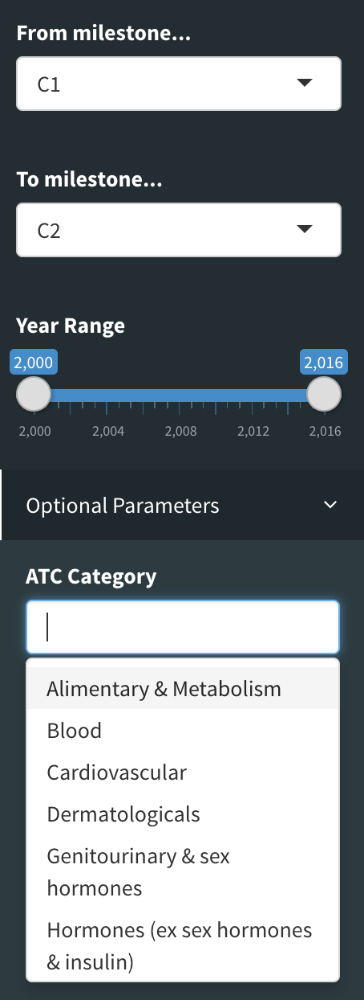 From milestone...
C1
To milestone...
C2
Year Range
2,000 2,016
2,000 2,004 2,008 2,012 2,016
Optional Parameters
ATC Category
Alimentary & Metabolism
Blood
Cardiovascular
Dermatologicals
Genitourinary & sex
hormones
Hormones (ex sex hormones
& insulin)